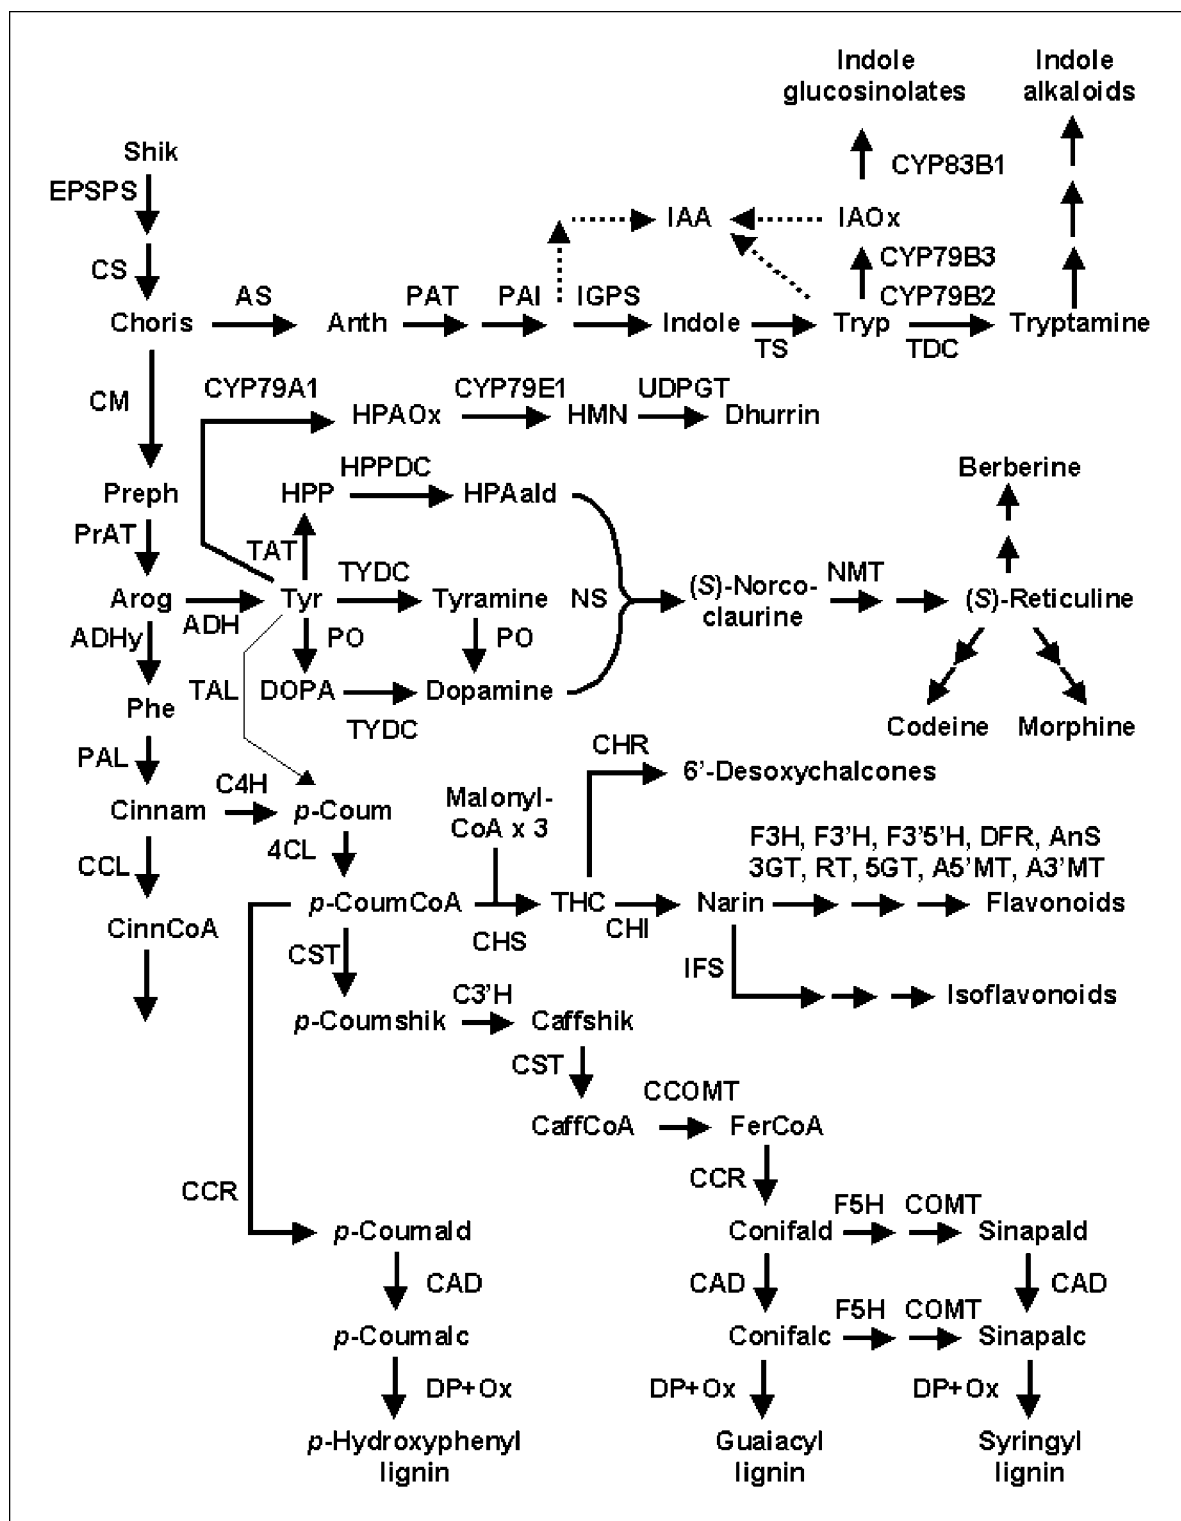 Indole Indole
glucosinolates alkaloids
Shik
EPSPS
CYP83B1
IAA IAOx
CS
CYP79B3
AS PAT PAI IGPS CYP79B2
Choris Anth Indole Tryp Tryptamine
TS TDC
CYP79A1 CYP79E1 UDPGT
CM
HPAOx HMN Dhurrin
HPPDC Berberine
Preph HPP HPAald
PrAT
TAT TYDC NMT
Arog Tyr Tyramine NS (S)-Norco- (S)-Reticuline
claurine
ADHy ADH PO PO
TAL DOPA Dopamine
Phe TYDC Codeine Morphine
PAL CHR
C4H 6'-Desoxychalcones
Cinnam p-Coum Malonyl-
CoA x 3 F3H, F3'H, F3'5'H, DFR, AnS
4CL
CCL 3GT, RT, 5GT, A5'MT, A3'MT
p-CoumCoA THC Narin Flavonoids
CinnCoA CHS CHI
CST IFS
C3'H Isoflavonoids
p-Coumshik Caffshik
CST
CCOMT
CaffCoA FerCoA
CCR CCR
F5H COMT
p-Coumald Conifald Sinapald
CAD CAD CAD
F5H COMT
p-Coumalc Conifalc Sinapalc
DP+Ox DP+Ox DP+Ox
p-Hydroxyphenyl Guaiacyl Syringyl
lignin lignin lignin